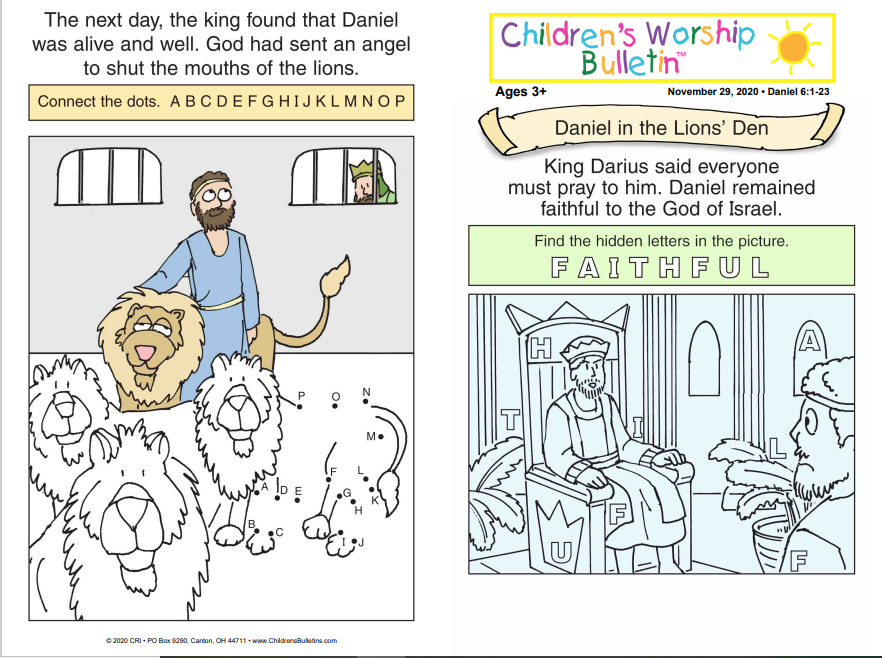 The next day, the king found that Daniel
was alive and well. God had sent an angel
to shut the mouths of the lions.
Connect the dots. A B C D E F G H I J K L M N O P
P O N
M
F L
A D E G K
H
B C I J
© 2020 CRI • PO Box 9290, Canton, OH 44711 • www.ChildrensBulletins.com
Children's Worship
Bulletin™
Ages 3+
November 29, 2020 • Daniel 6:1-23
Daniel in the Lions' Den
King Darius said everyone
must pray to him. Daniel remained
faithful to the God of Israel.
Find the hidden letters in the picture.
F A I T H F U L
H A
T I
L
F
U F